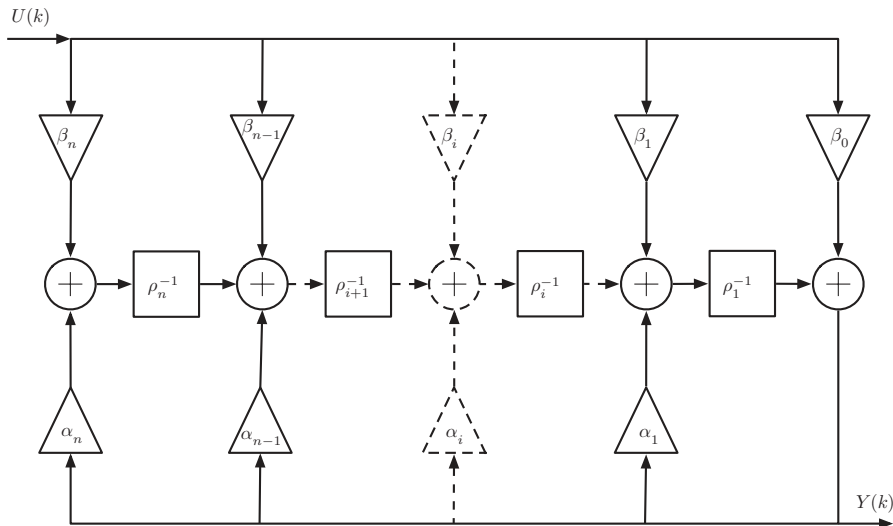 U(k)
β_n β_{n−1} β_i β_1 β_0
+ ρ_n^{−1} + ρ_{i+1}^{−1} + ρ_i^{−1} + ρ_1^{−1} +
α_n α_{n−1} α_i α_1
Y(k)